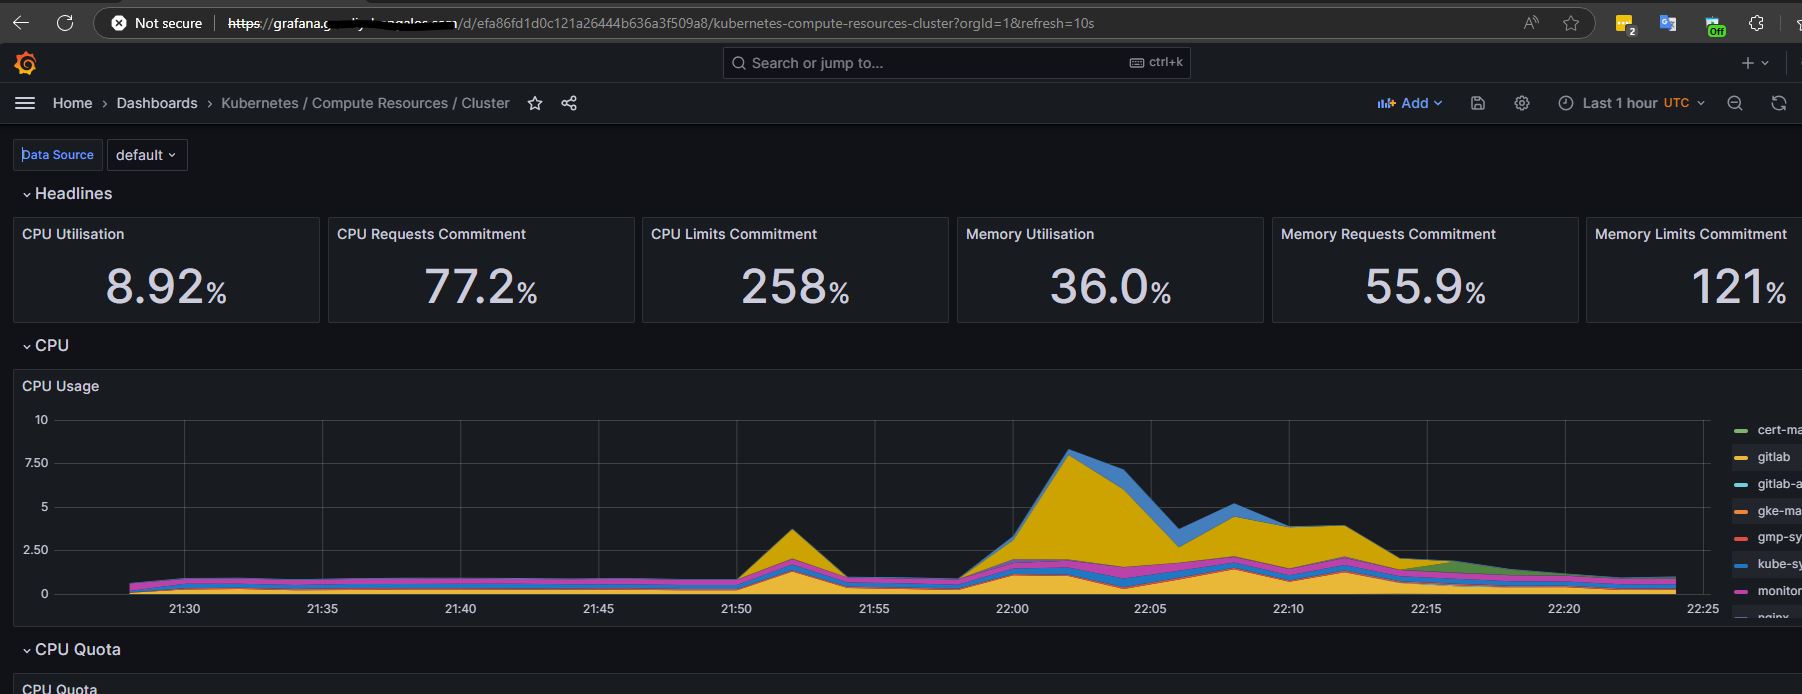 Not secure https://grafana.g /d/efa86fd1d0c121a26444b636a3f509a8/kubernetes-compute-resources-cluster?orgId=1&refresh=10s A 2 Off
Search or jump to... ctrl+k
Home › Dashboards › Kubernetes / Compute Resources / Cluster Add Last 1 hour UTC
Data Source default
Headlines
CPU Utilisation CPU Requests Commitment CPU Limits Commitment Memory Utilisation Memory Requests Commitment Memory Limits Commitment
8.92% 77.2% 258% 36.0% 55.9% 121%
CPU
CPU Usage
10
7.50
5
2.50
0
21:30 21:35 21:40 21:45 21:50 21:55 22:00 22:05 22:10 22:15 22:20 22:25
cert-ma
gitlab
gitlab-a
gke-ma
gmp-sy
kube-sy
monitor
nginx
CPU Quota
CPU Quota